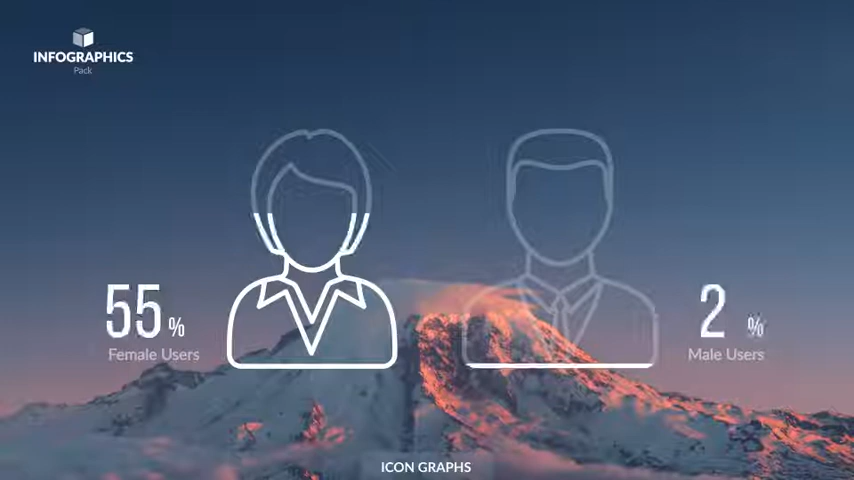 INFOGRAPHICS
Pack
55 %
Female Users
2 %
Male Users
ICON GRAPHS